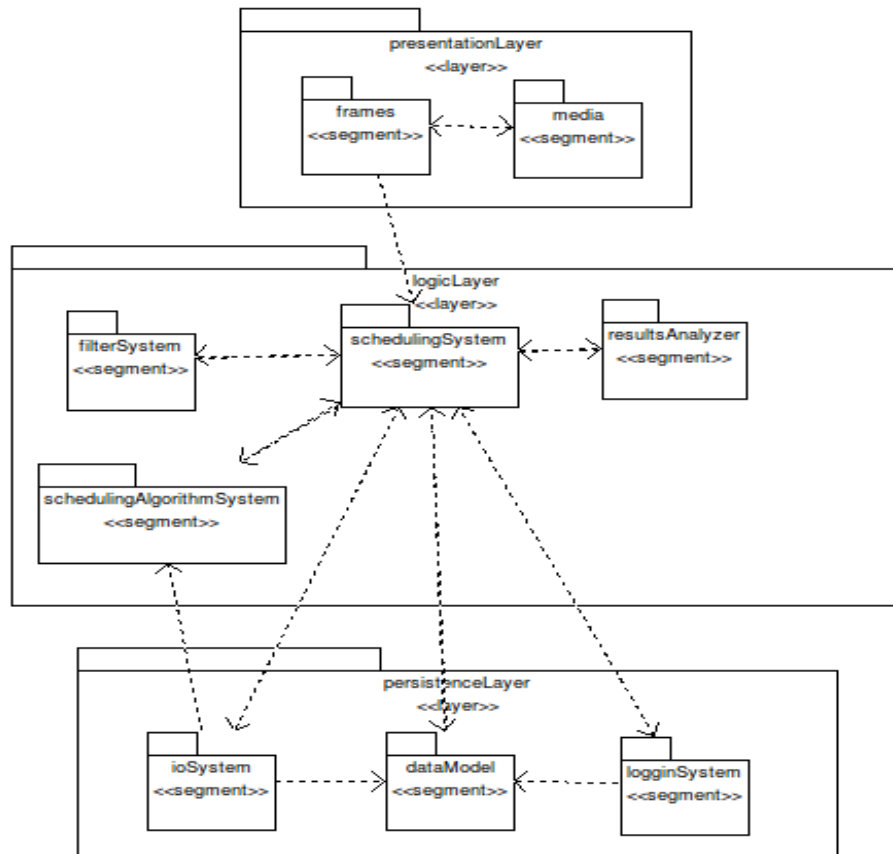 presentationLayer
<<layer>>
frames
<<segment>>
media
<<segment>>
logicLayer
<<layer>>
filterSystem
<<segment>>
schedulingSystem
<<segment>>
resultsAnalyzer
<<segment>>
schedulingAlgorithmSystem
<<segment>>
persistenceLayer
<<layer>>
ioSystem
<<segment>>
dataModel
<<segment>>
logginSystem
<<segment>>